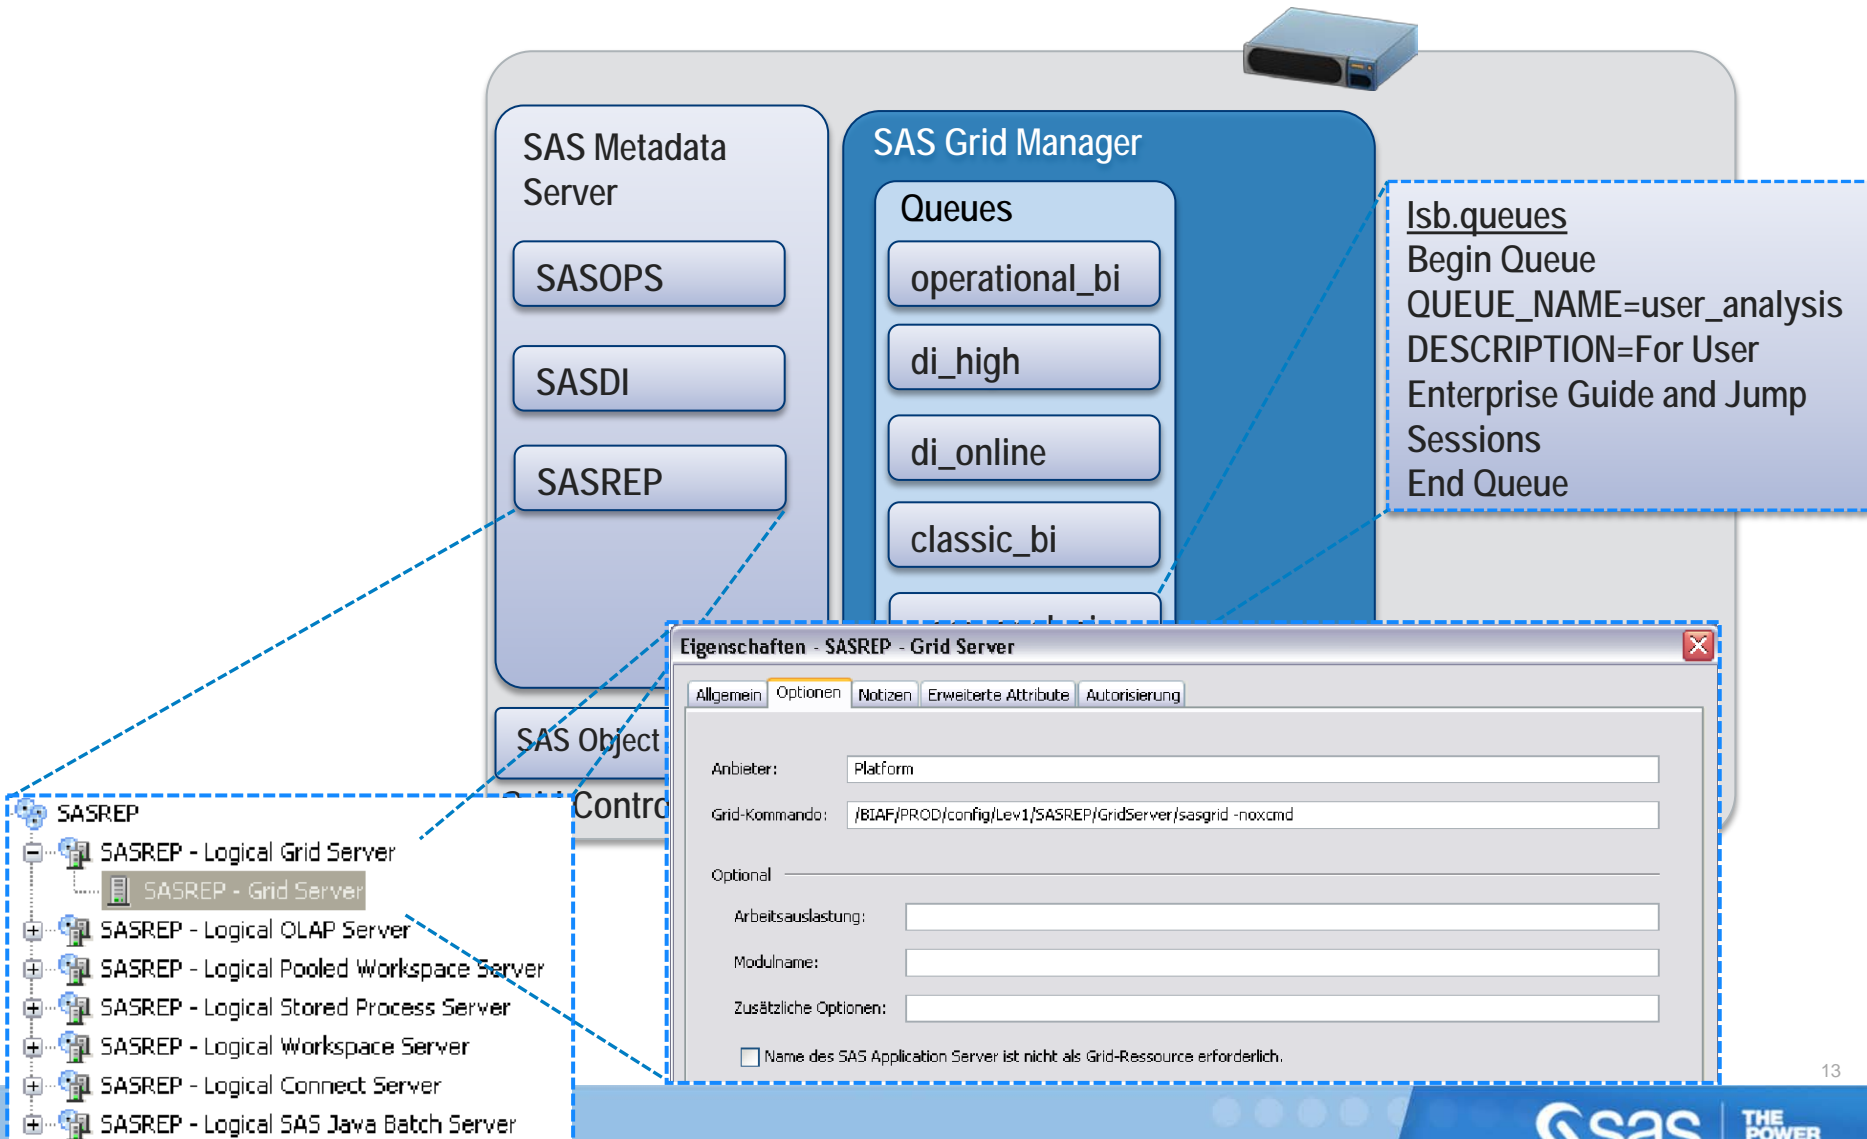 SAS Metadata
Server
SASOPS
SASDI
SASREP
SAS Object
Contro
SAS Grid Manager
Queues
operational_bi
di_high
di_online
classic_bi
lsb.queues
Begin Queue
QUEUE_NAME=user_analysis
DESCRIPTION=For User
Enterprise Guide and Jump
Sessions
End Queue
Eigenschaften - SASREP - Grid Server
Allgemein Optionen Notizen Erweiterte Attribute Autorisierung
Anbieter: Platform
Grid-Kommando: /BIAF/PROD/config/Lev1/SASREP/GridServer/sasgrid -noxcmd
Optional
Arbeitsauslastung:
Modulname:
Zusätzliche Optionen:
Name des SAS Application Server ist nicht als Grid-Ressource erforderlich.
SASREP
SASREP - Logical Grid Server
SASREP - Grid Server
SASREP - Logical OLAP Server
SASREP - Logical Pooled Workspace Server
SASREP - Logical Stored Process Server
SASREP - Logical Workspace Server
SASREP - Logical Connect Server
SASREP - Logical SAS Java Batch Server
13
sas
THE
POWER